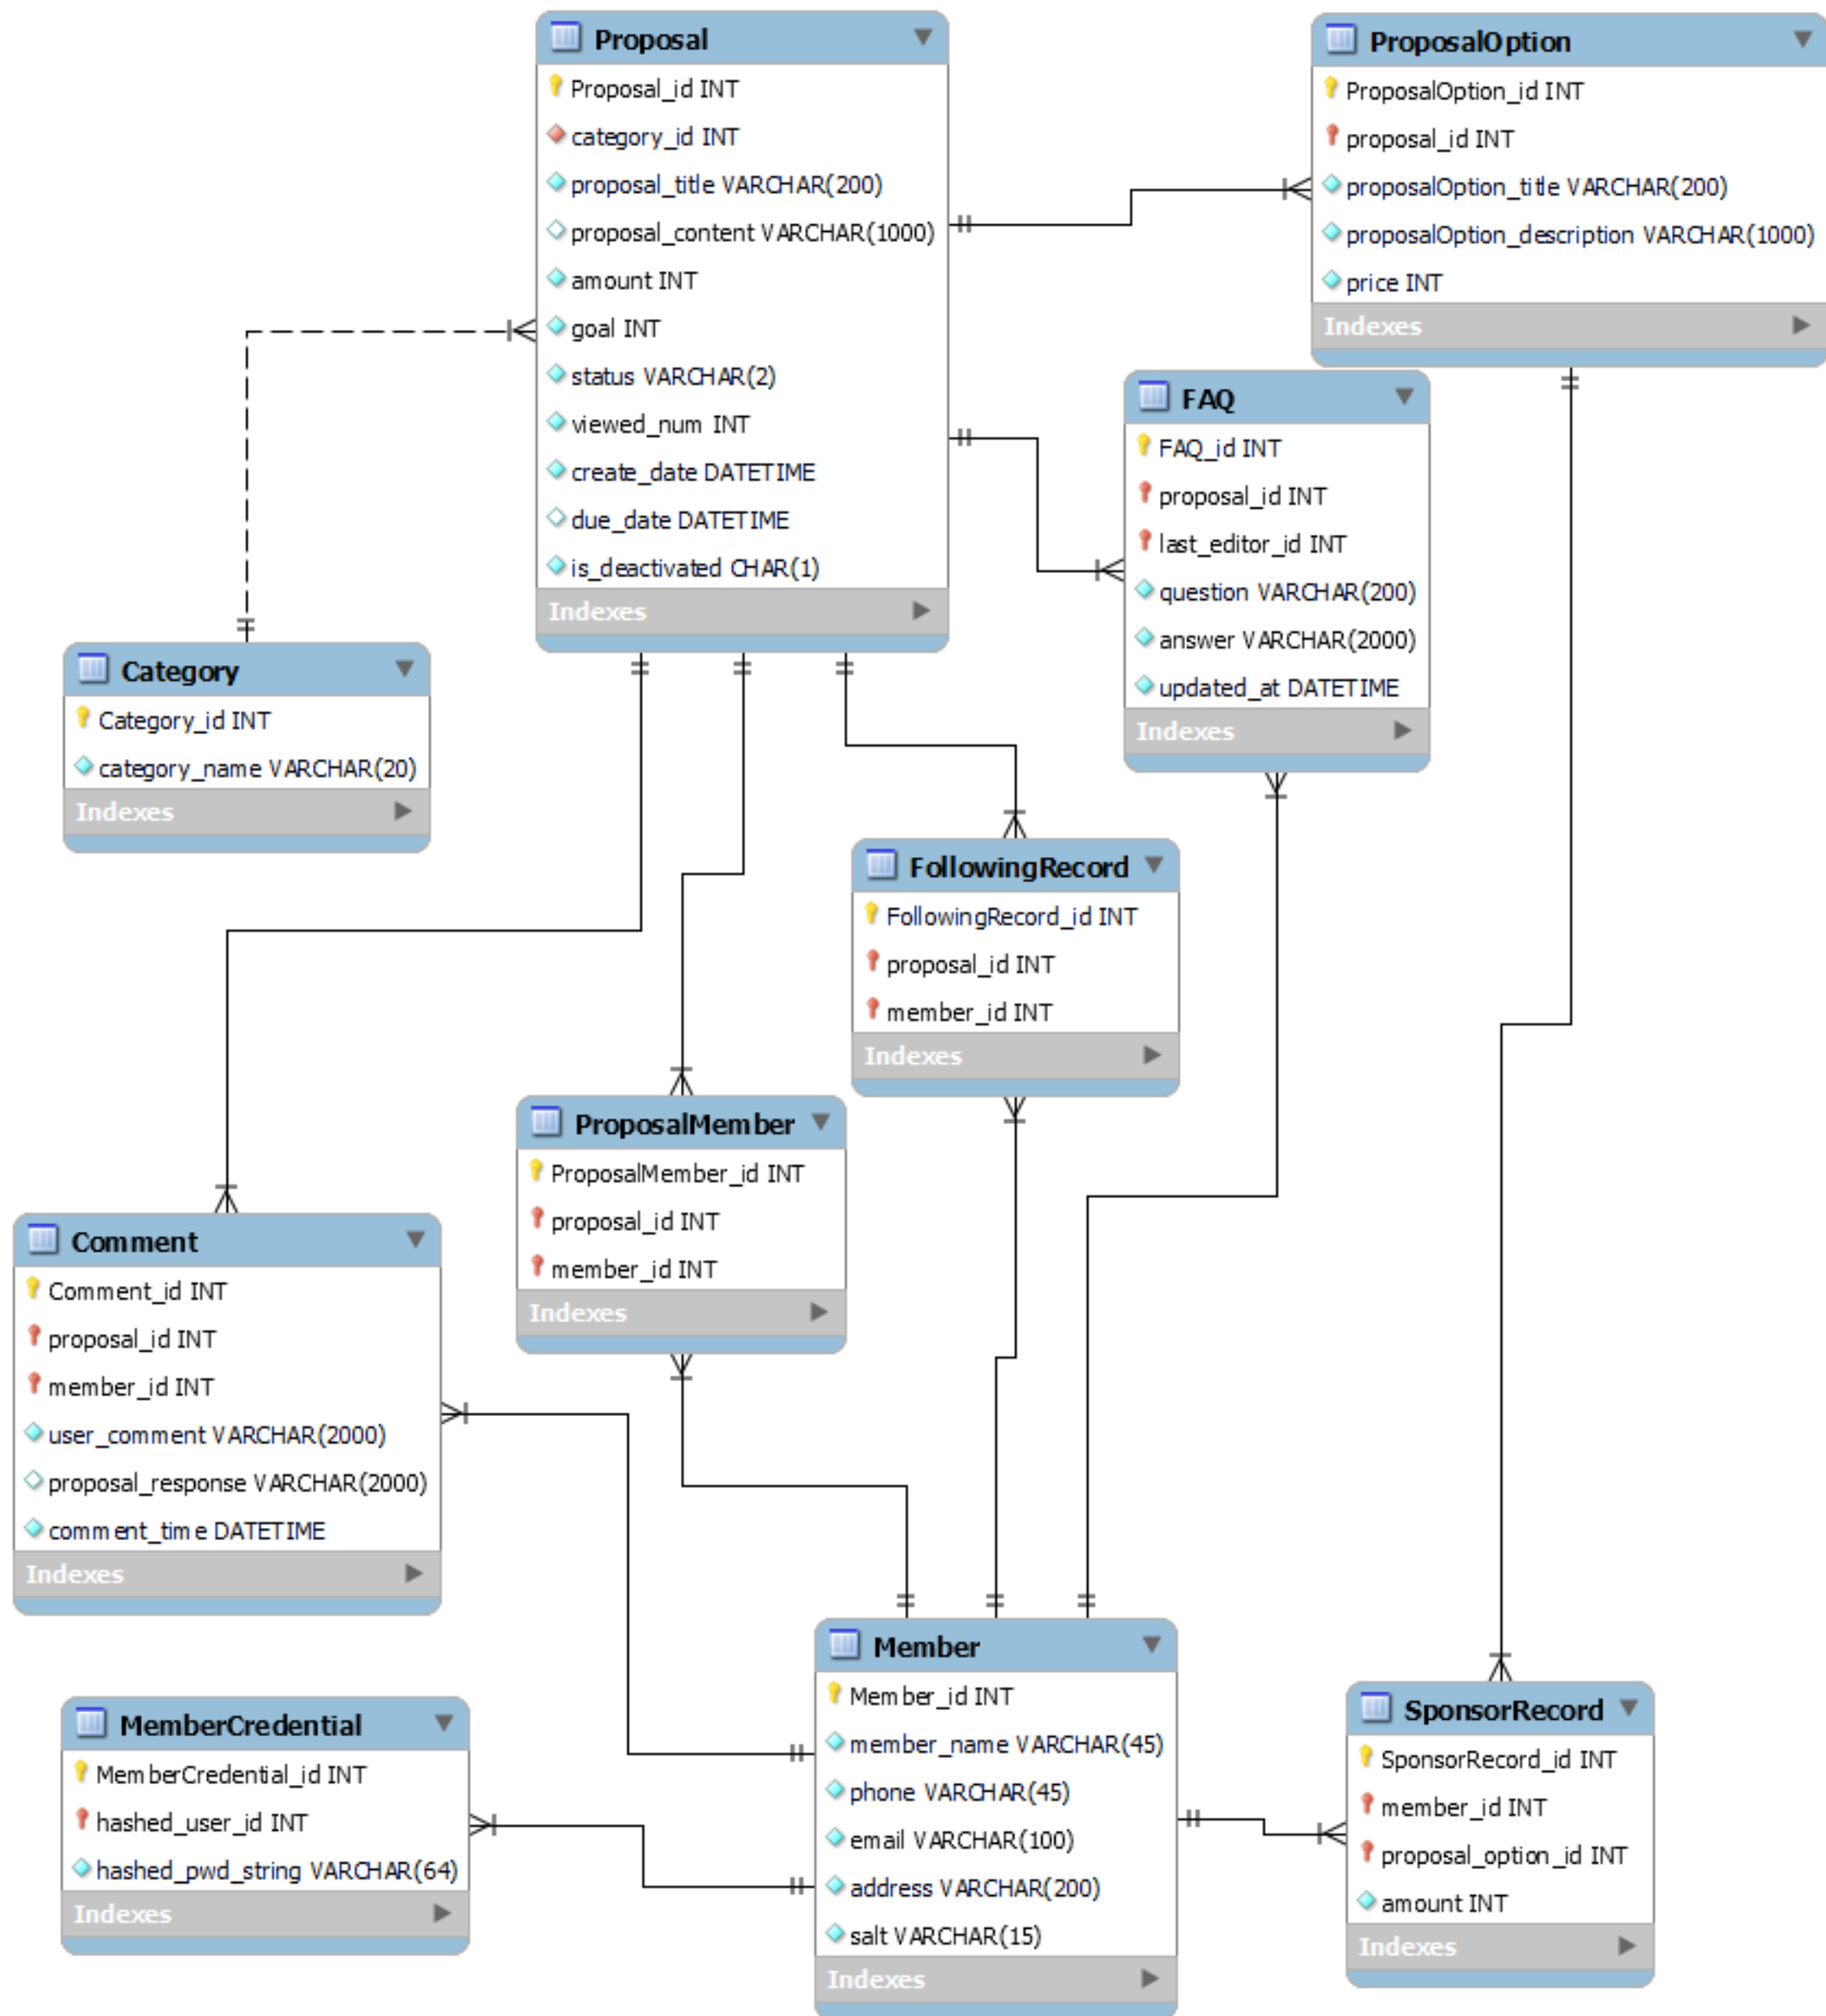 Proposal
Proposal_id INT
category_id INT
proposal_title VARCHAR(200)
proposal_content VARCHAR(1000)
amount INT
goal INT
status VARCHAR(2)
viewed_num INT
create_date DATETIME
due_date DATETIME
is_deactivated CHAR(1)
Indexes
ProposalOption
ProposalOption_id INT
proposal_id INT
proposalOption_title VARCHAR(200)
proposalOption_description VARCHAR(1000)
price INT
Indexes
FAQ
FAQ_id INT
proposal_id INT
last_editor_id INT
question VARCHAR(200)
answer VARCHAR(2000)
updated_at DATETIME
Indexes
Category
Category_id INT
category_name VARCHAR(20)
Indexes
FollowingRecord
FollowingRecord_id INT
proposal_id INT
member_id INT
Indexes
ProposalMember
ProposalMember_id INT
proposal_id INT
member_id INT
Indexes
Comment
Comment_id INT
proposal_id INT
member_id INT
user_comment VARCHAR(2000)
proposal_response VARCHAR(2000)
comment_time DATETIME
Indexes
Member
Member_id INT
member_name VARCHAR(45)
phone VARCHAR(45)
email VARCHAR(100)
address VARCHAR(200)
salt VARCHAR(15)
Indexes
MemberCredential
MemberCredential_id INT
hashed_user_id INT
hashed_pwd_string VARCHAR(64)
Indexes
SponsorRecord
SponsorRecord_id INT
member_id INT
proposal_option_id INT
amount INT
Indexes